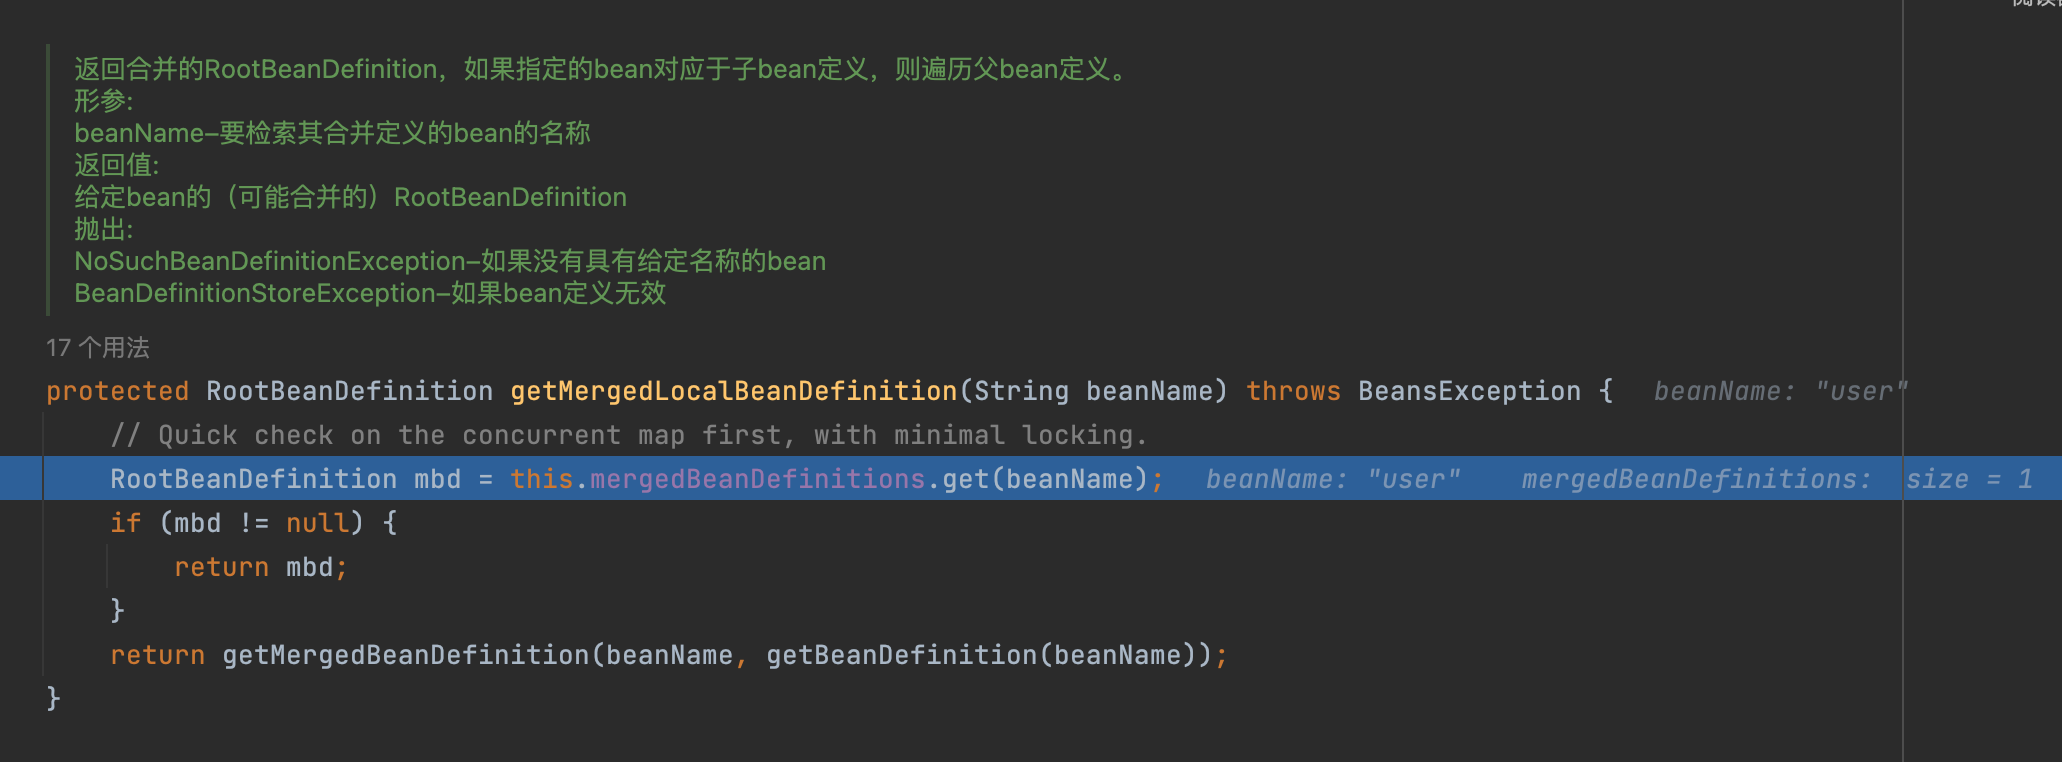 返回合并的RootBeanDefinition，如果指定的bean对应于子bean定义，则遍历父bean定义。
形参:
beanName–要检索其合并定义的bean的名称
返回值:
给定bean的（可能合并的）RootBeanDefinition
抛出:
NoSuchBeanDefinitionException–如果没有具有给定名称的bean
BeanDefinitionStoreException–如果bean定义无效
17 个用法
protected RootBeanDefinition getMergedLocalBeanDefinition(String beanName) throws BeansException {   beanName: "user"
    // Quick check on the concurrent map first, with minimal locking.
    RootBeanDefinition mbd = this.mergedBeanDefinitions.get(beanName);   beanName: "user"   mergedBeanDefinitions:  size = 1
    if (mbd != null) {
        return mbd;
    }
    return getMergedBeanDefinition(beanName, getBeanDefinition(beanName));
}